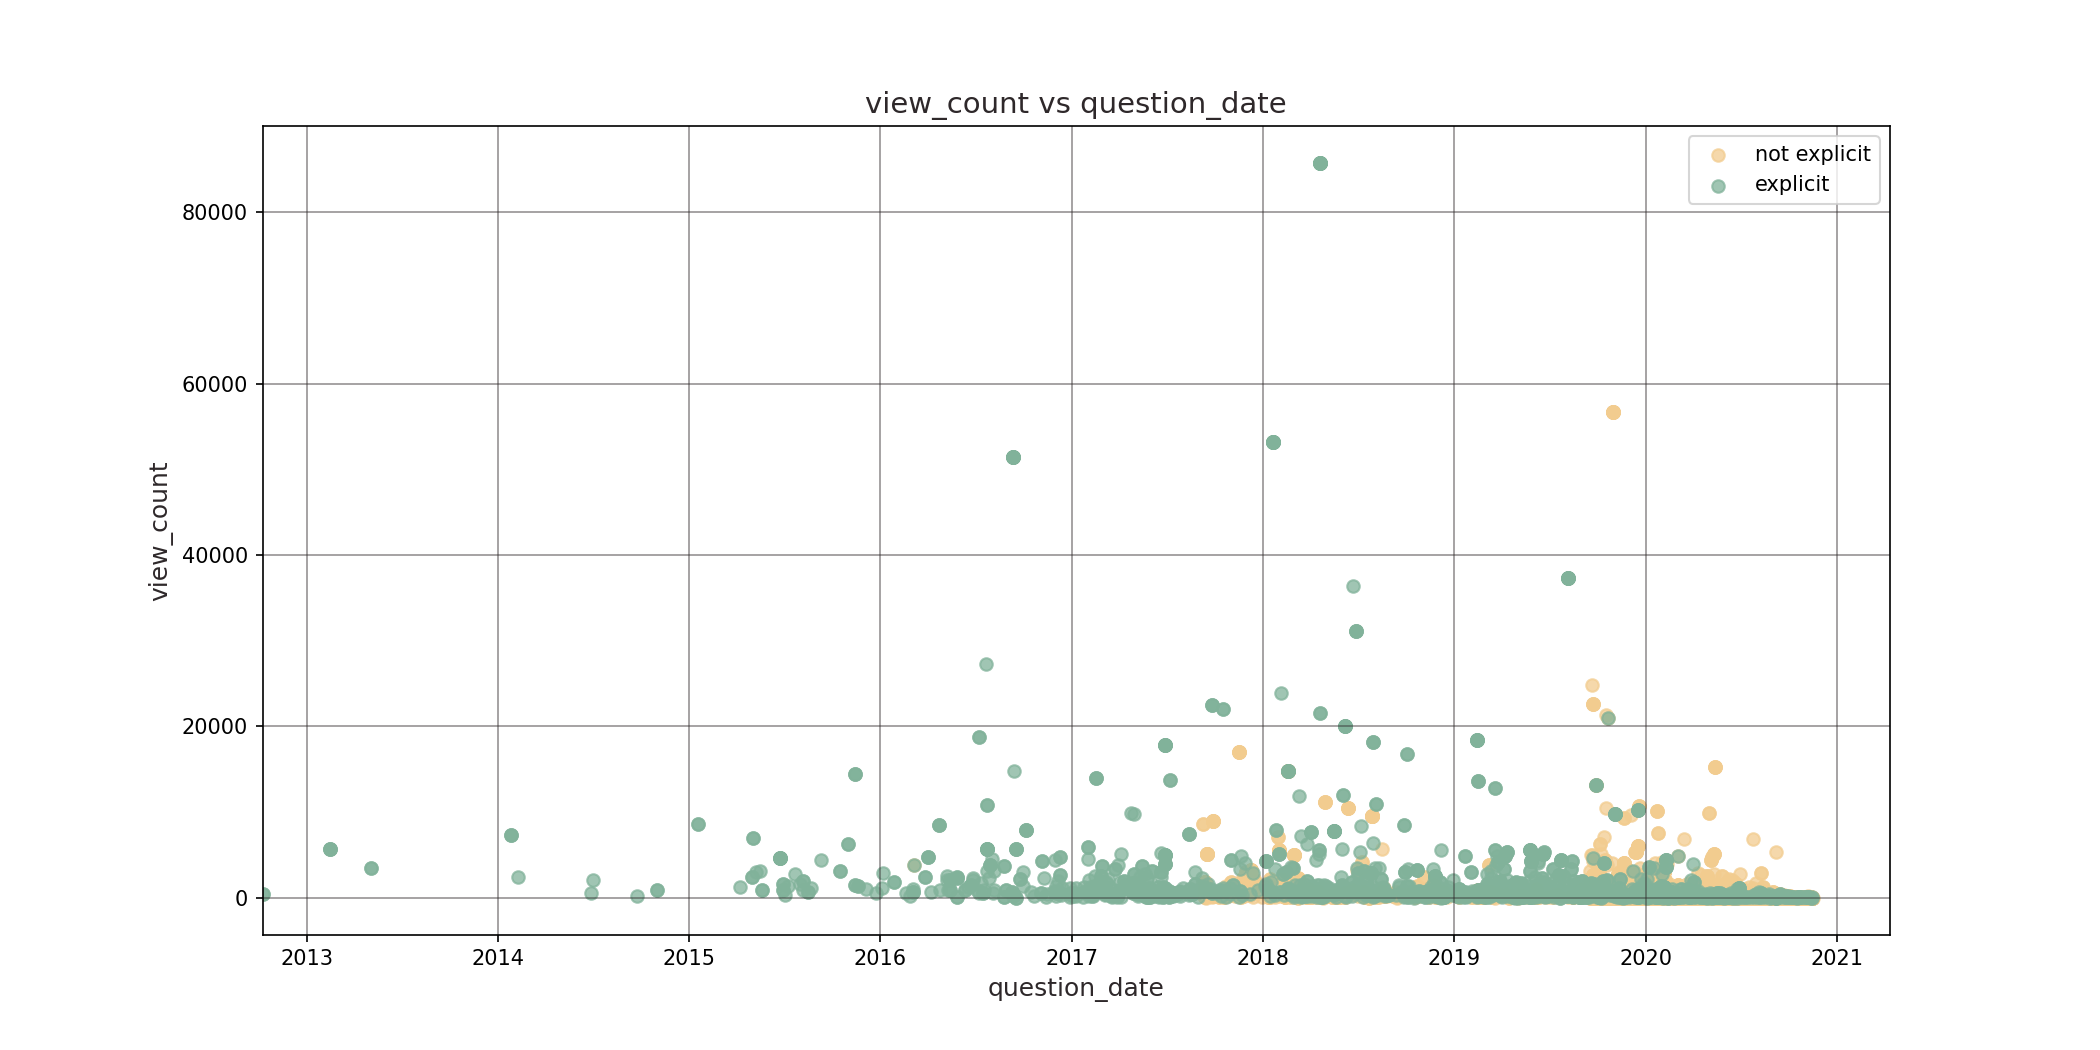 view_count vs question_date
not explicit
explicit
80000
60000
40000
20000
0
view_count
2013 2014 2015 2016 2017 2018 2019 2020 2021
question_date